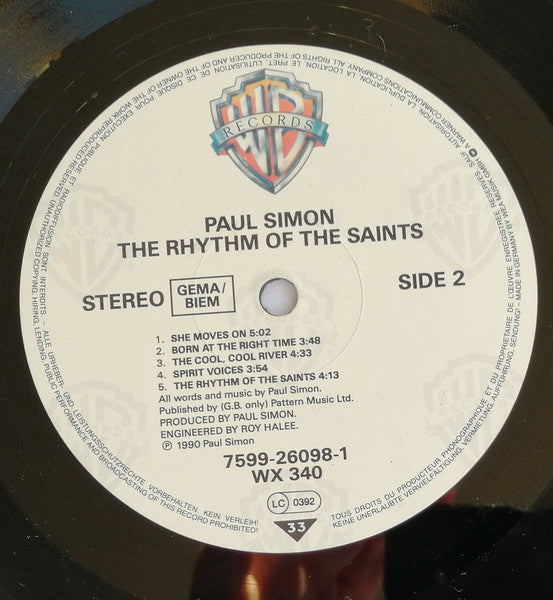 WB
RECORDS
PAUL SIMON
THE RHYTHM OF THE SAINTS
STEREO
GEMA/
BIEM
SIDE 2
1. SHE MOVES ON 5:02
2. BORN AT THE RIGHT TIME 3:48
3. THE COOL, COOL RIVER 4:33
4. SPIRIT VOICES 3:54
5. THE RHYTHM OF THE SAINTS 4:13
All words and music by Paul Simon.
Published by (G.B. only) Pattern Music Ltd.
PRODUCED BY PAUL SIMON.
ENGINEERED BY ROY HALEE.
℗ 1990 Paul Simon
7599-26098-1
WX 340
LC 0392
33
A WARNER COMMUNICATIONS COMPANY. ALL RIGHTS OF THE PRODUCER AND OF THE OWNER OF THE WORK REPRODUCED RESERVED. UNAUTHORIZED COPYING, HIRING, LENDING, PUBLIC PERFORMANCE AND BROADCASTING OF THIS RECORD PROHIBITED!
TOUS DROITS DU PRODUCTEUR PHONOGRAPHIQUE ET DU PROPRIETAIRE DE L'ŒUVRE ENREGISTREE RESERVES. SAUF AUTORISATION, LA DUPLICATION, LA LOCATION, LE PRET, L'UTILISATION DE CE DISQUE POUR EXECUTION PUBLIQUE ET RADIODIFFUSION SONT INTERDITS - ALLE URHEBER- UND LEISTUNGSSCHUTZRECHTE VORBEHALTEN. KEIN VERLEIH! KEINE UNERLAUBTE VERVIELFÄLTIGUNG, VERMIETUNG, AUFFÜHRUNG, SENDUNG! - MADE IN GERMANY BY WEA MUSIK GMBH